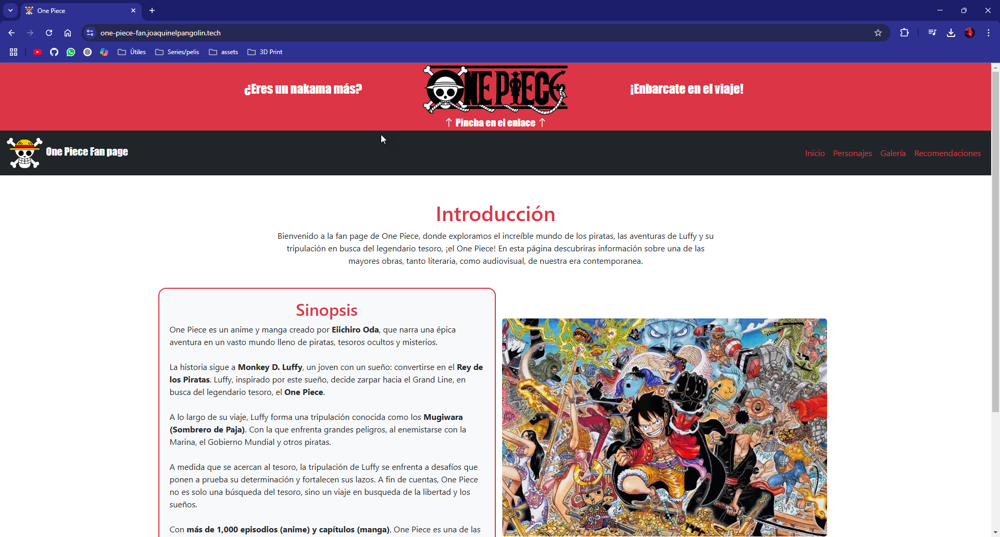 One Piece
one-piece-fan.joaquinelpangolin.tech
Útiles
Series/pelis
assets
3D Print
¿Eres un nakama más?
ONE PIECE
¡Enbarcate en el viaje!
↑ Pincha en el enlace ↑
One Piece Fan page
Inicio
Personajes
Galería
Recomendaciones
Introducción
Bienvenido a la fan page de One Piece, donde exploramos el increíble mundo de los piratas, las aventuras de Luffy y su
tripulación en busca del legendario tesoro, ¡el One Piece! En esta página descubriras información sobre una de las
mayores obras, tanto literaria, como audiovisual, de nuestra era contemporanea.
Sinopsis
One Piece es un anime y manga creado por Eiichiro Oda, que narra una épica
aventura en un vasto mundo lleno de piratas, tesoros ocultos y misterios.
La historia sigue a Monkey D. Luffy, un joven con un sueño: convertirse en el Rey de
los Piratas. Luffy, inspirado por este sueño, decide zarpar hacia el Grand Line, en
busca del legendario tesoro, el One Piece.
A lo largo de su viaje, Luffy forma una tripulación conocida como los Mugiwara
(Sombrero de Paja). Con la que enfrenta grandes peligros, al enemistarse con la
Marina, el Gobierno Mundial y otros piratas.
A medida que se acercan al tesoro, la tripulación de Luffy se enfrenta a desafíos que
ponen a prueba su determinación y fortalecen sus lazos. A fin de cuentas, One Piece
no es solo una búsqueda del tesoro, sino un viaje en busqueda de la libertad y los
sueños.
Con más de 1,000 episodios (anime) y capítulos (manga), One Piece es una de las